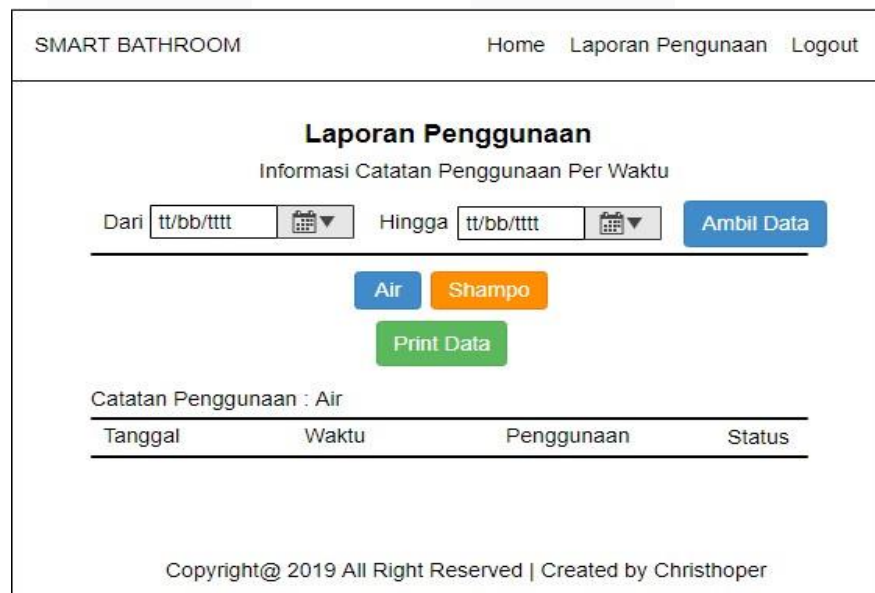 SMART BATHROOM Home Laporan Pengunaan Logout
Laporan Penggunaan
Informasi Catatan Penggunaan Per Waktu
Dari tt/bb/tttt Hingga tt/bb/tttt Ambil Data
Air Shampo
Print Data
Catatan Penggunaan : Air
Tanggal Waktu Penggunaan Status
Copyright@ 2019 All Right Reserved | Created by Christhoper